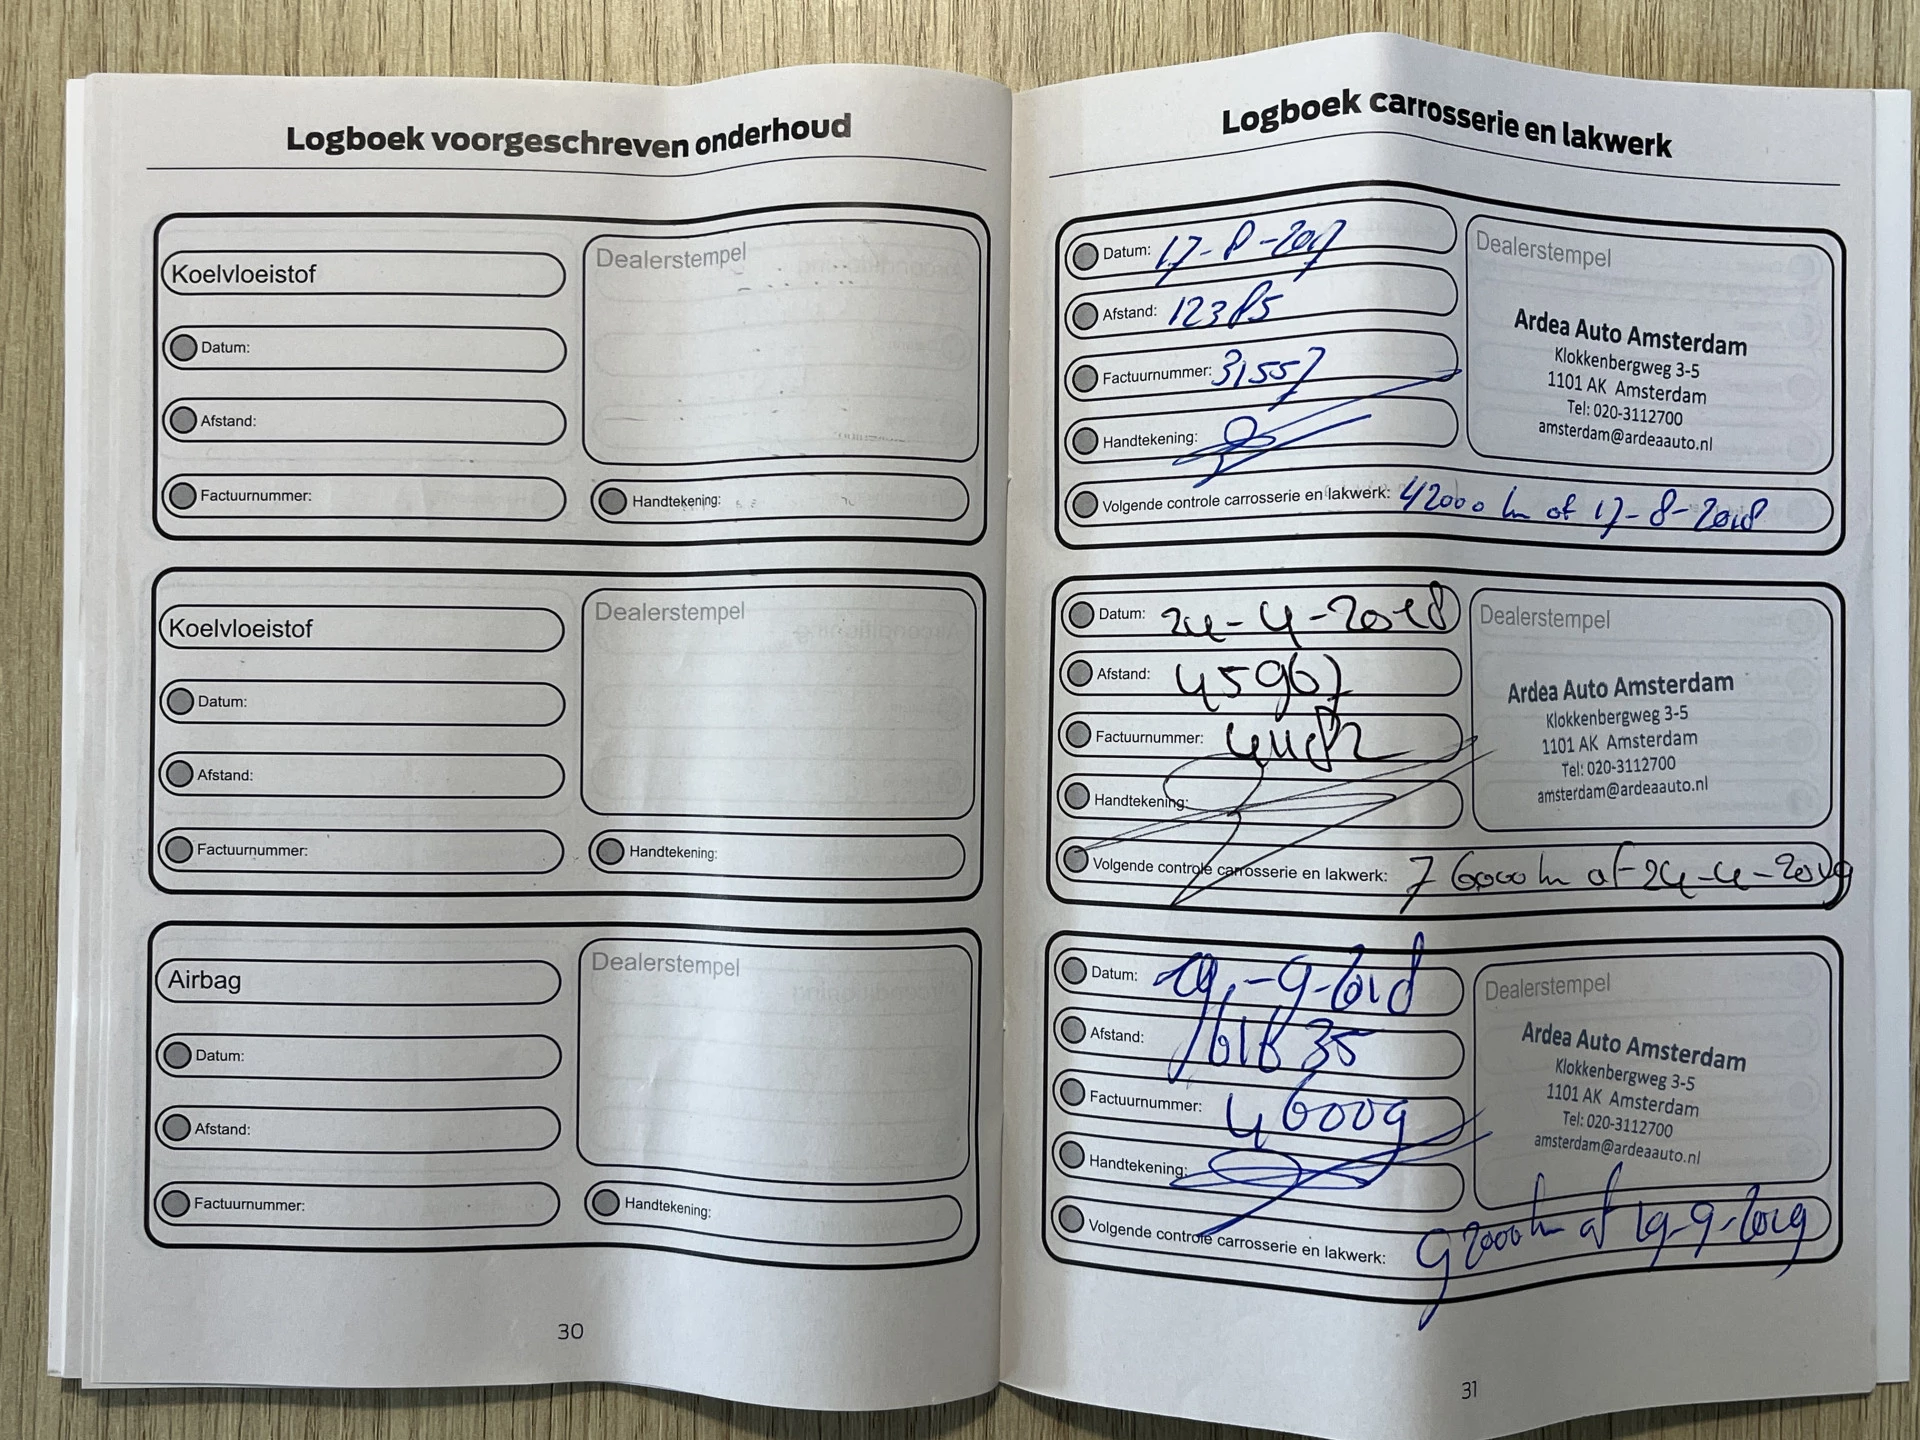 Logboek voorgeschreven onderhoud
Koelvloeistof
Datum:
Afstand:
Factuurnummer:
Dealerstempel
Handtekening:
Koelvloeistof
Datum:
Afstand:
Factuurnummer:
Dealerstempel
Handtekening:
Airbag
Datum:
Afstand:
Factuurnummer:
Dealerstempel
Handtekening:
30
Logboek carrosserie en lakwerk
Datum: 17-8-2017
Afstand: 12385
Factuurnummer: 31557
Handtekening:
Dealerstempel
Ardea Auto Amsterdam
Klokkenbergweg 3-5
1101 AK Amsterdam
Tel: 020-3112700
amsterdam@ardeaauto.nl
Volgende controle carrosserie en lakwerk: 42000 km of 17-8-2018
Datum: 24-4-2018
Afstand: 45967
Factuurnummer:
Handtekening:
Dealerstempel
Ardea Auto Amsterdam
Klokkenbergweg 3-5
1101 AK Amsterdam
Tel: 020-3112700
amsterdam@ardeaauto.nl
Volgende controle carrosserie en lakwerk: 76000 km of 24-4-2019
Datum: 19-9-2018
Afstand:
Factuurnummer: 46009
Handtekening:
Dealerstempel
Ardea Auto Amsterdam
Klokkenbergweg 3-5
1101 AK Amsterdam
Tel: 020-3112700
amsterdam@ardeaauto.nl
Volgende controle carrosserie en lakwerk: 92000 km of 19-9-2019
31